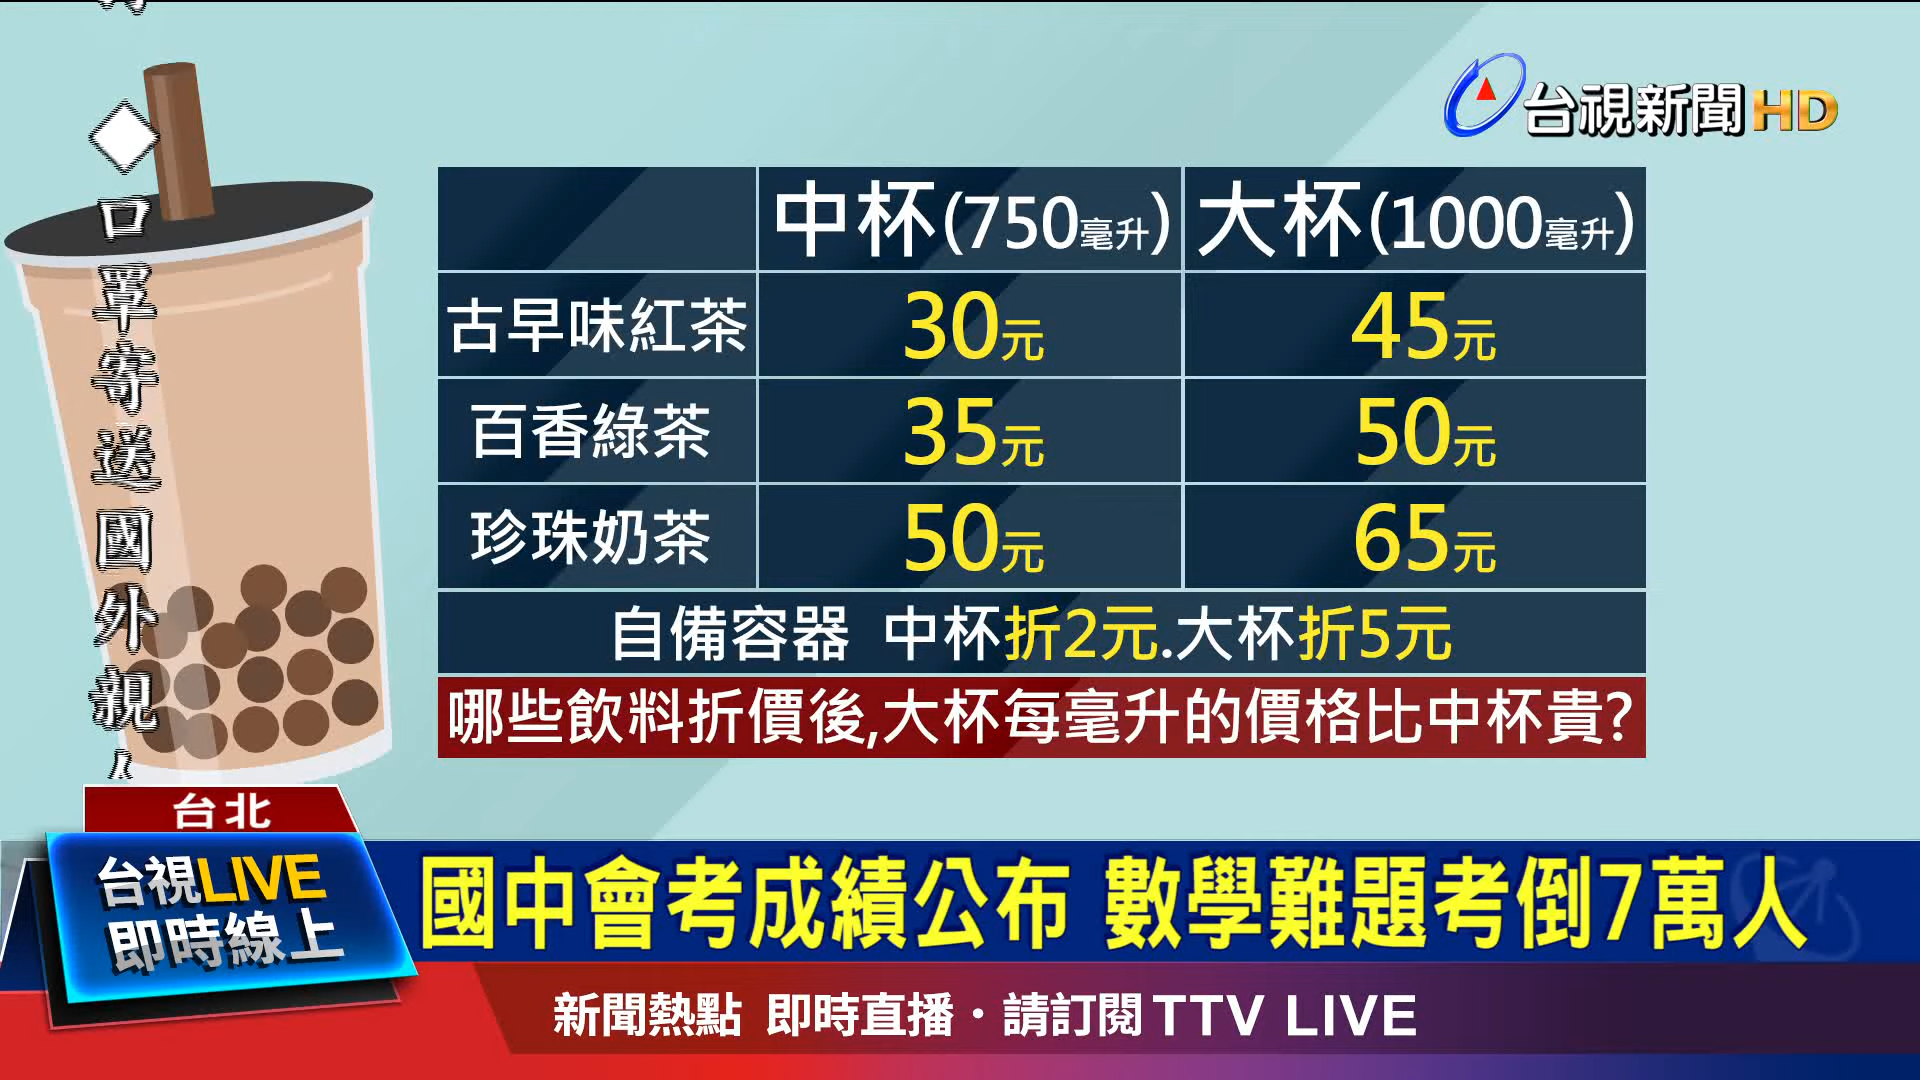 ◆口罩寄送國外親
台視新聞HD
中杯(750毫升) 大杯(1000毫升)
古早味紅茶 30元 45元
百香綠茶 35元 50元
珍珠奶茶 50元 65元
自備容器 中杯折2元.大杯折5元
哪些飲料折價後,大杯每毫升的價格比中杯貴?
台北
台視LIVE
即時線上
國中會考成績公布 數學難題考倒7萬人
新聞熱點 即時直播·請訂閱TTV LIVE